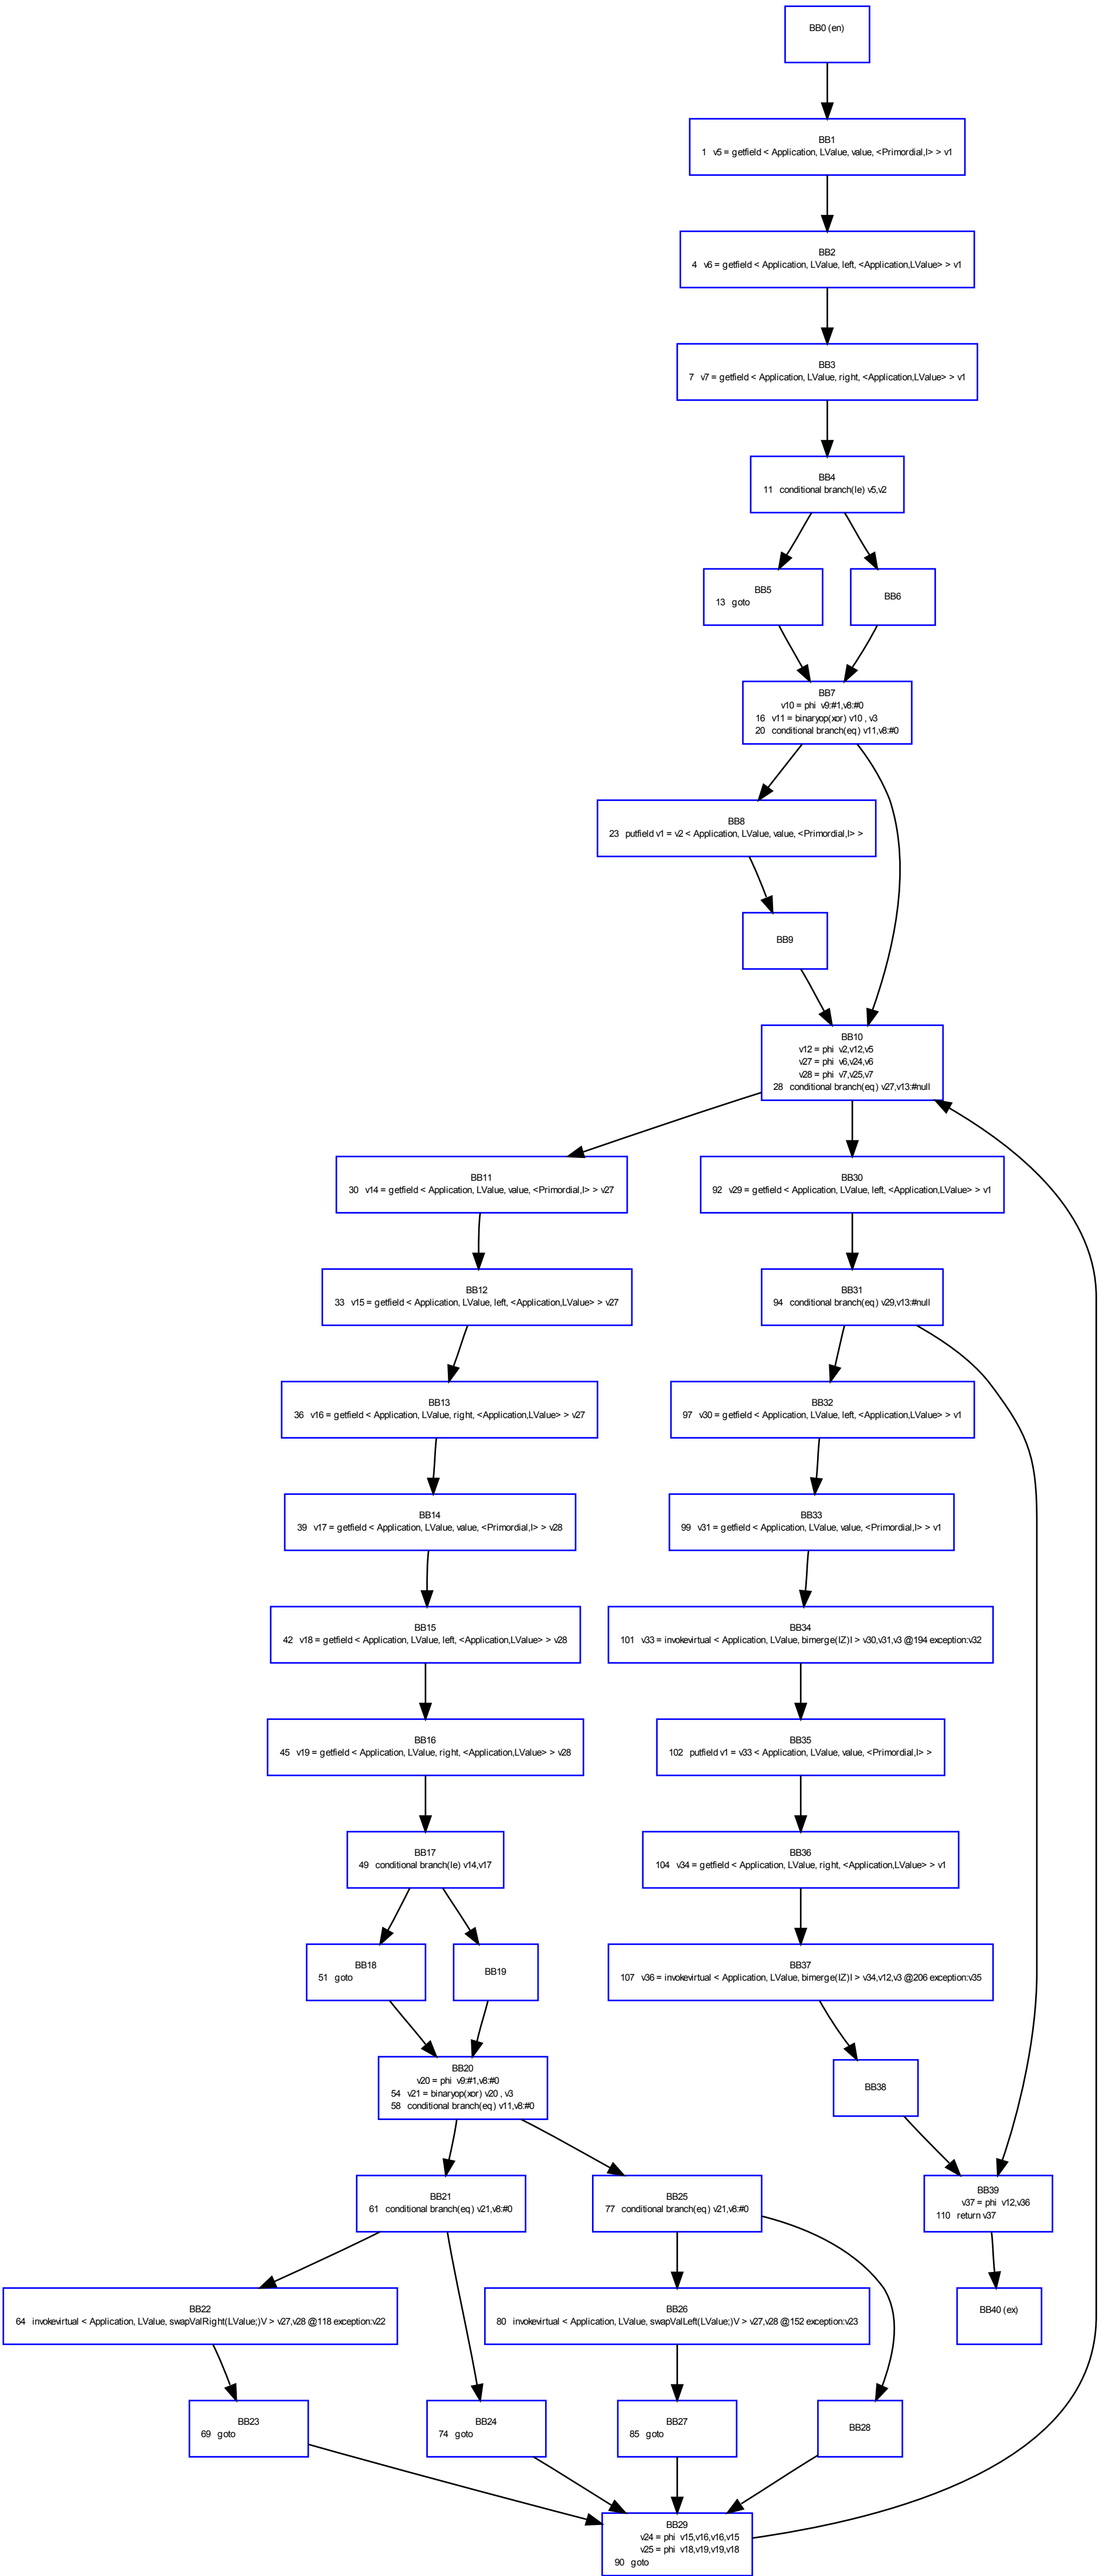 BB0 (en)
BB1
1 v5 = getfield < Application, LValue, value, <Primordial,I> > v1
BB2
4 v6 = getfield < Application, LValue, left, <Application,LValue> > v1
BB3
7 v7 = getfield < Application, LValue, right, <Application,LValue> > v1
BB4
11 conditional branch(le) v5,v2
BB5
13 goto
BB6
BB7
v10 = phi v9:#1,v8:#0
16 v11 = binaryop(xor) v10 , v3
20 conditional branch(eq) v11,v8:#0
BB8
23 putfield v1 = v2 < Application, LValue, value, <Primordial,I> >
BB9
BB10
v12 = phi v2,v12,v5
v27 = phi v6,v24,v6
v28 = phi v7,v25,v7
28 conditional branch(eq) v27,v13:#null
BB11
30 v14 = getfield < Application, LValue, value, <Primordial,I> > v27
BB30
92 v29 = getfield < Application, LValue, left, <Application,LValue> > v1
BB12
33 v15 = getfield < Application, LValue, left, <Application,LValue> > v27
BB31
94 conditional branch(eq) v29,v13:#null
BB13
36 v16 = getfield < Application, LValue, right, <Application,LValue> > v27
BB32
97 v30 = getfield < Application, LValue, left, <Application,LValue> > v1
BB14
39 v17 = getfield < Application, LValue, value, <Primordial,I> > v28
BB33
99 v31 = getfield < Application, LValue, value, <Primordial,I> > v1
BB15
42 v18 = getfield < Application, LValue, left, <Application,LValue> > v28
BB34
101 v33 = invokevirtual < Application, LValue, bimerge(IZ)I > v30,v31,v3 @194 exception:v32
BB16
45 v19 = getfield < Application, LValue, right, <Application,LValue> > v28
BB35
102 putfield v1 = v33 < Application, LValue, value, <Primordial,I> >
BB17
49 conditional branch(le) v14,v17
BB36
104 v34 = getfield < Application, LValue, right, <Application,LValue> > v1
BB18
51 goto
BB19
BB37
107 v36 = invokevirtual < Application, LValue, bimerge(IZ)I > v34,v12,v3 @206 exception:v35
BB20
v20 = phi v9:#1,v8:#0
54 v21 = binaryop(xor) v20 , v3
58 conditional branch(eq) v11,v8:#0
BB38
BB21
61 conditional branch(eq) v21,v8:#0
BB25
77 conditional branch(eq) v21,v8:#0
BB39
v37 = phi v12,v36
110 return v37
BB22
64 invokevirtual < Application, LValue, swapValRight(LValue;)V > v27,v28 @118 exception:v22
BB26
80 invokevirtual < Application, LValue, swapValLeft(LValue;)V > v27,v28 @152 exception:v23
BB40 (ex)
BB23
69 goto
BB24
74 goto
BB27
85 goto
BB28
BB29
v24 = phi v15,v16,v16,v15
v25 = phi v18,v19,v19,v18
90 goto